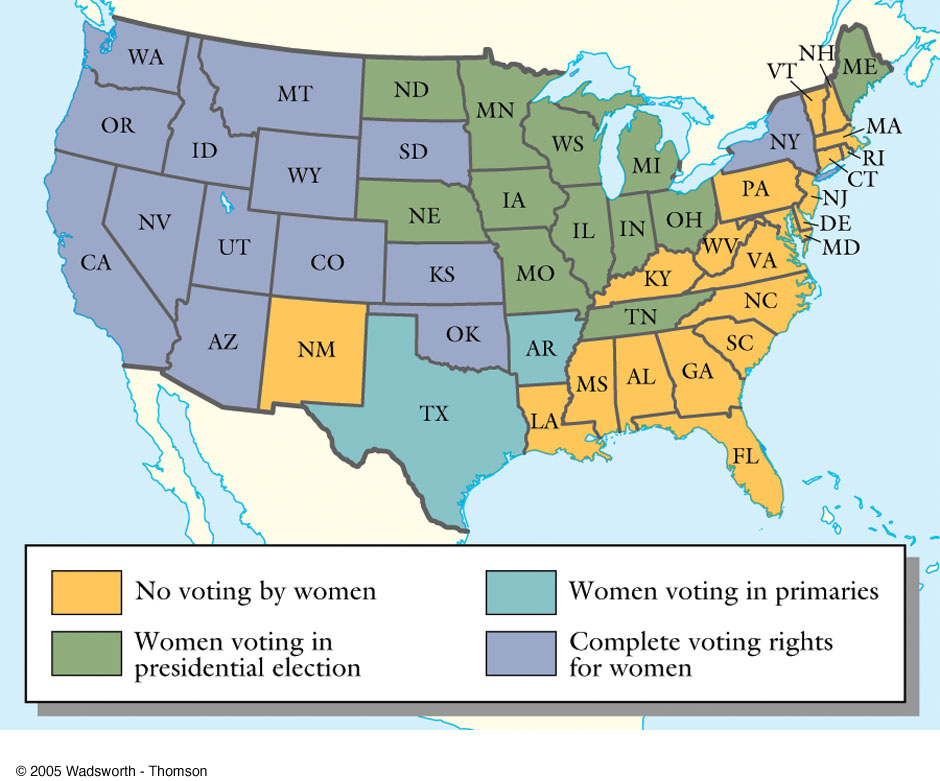 NH
VT
ME
WA
MT
ND
MN
OR
ID
SD
WS
MI
NY
MA
RI
CT
WY
NE
IA
PA
NJ
NV
UT
CO
IL
IN
OH
DE
MD
CA
KS
MO
WV
VA
KY
NC
AZ
NM
OK
AR
TN
SC
MS
AL
GA
TX
LA
FL
No voting by women
Women voting in
presidential election
Women voting in primaries
Complete voting rights
for women
© 2005 Wadsworth - Thomson